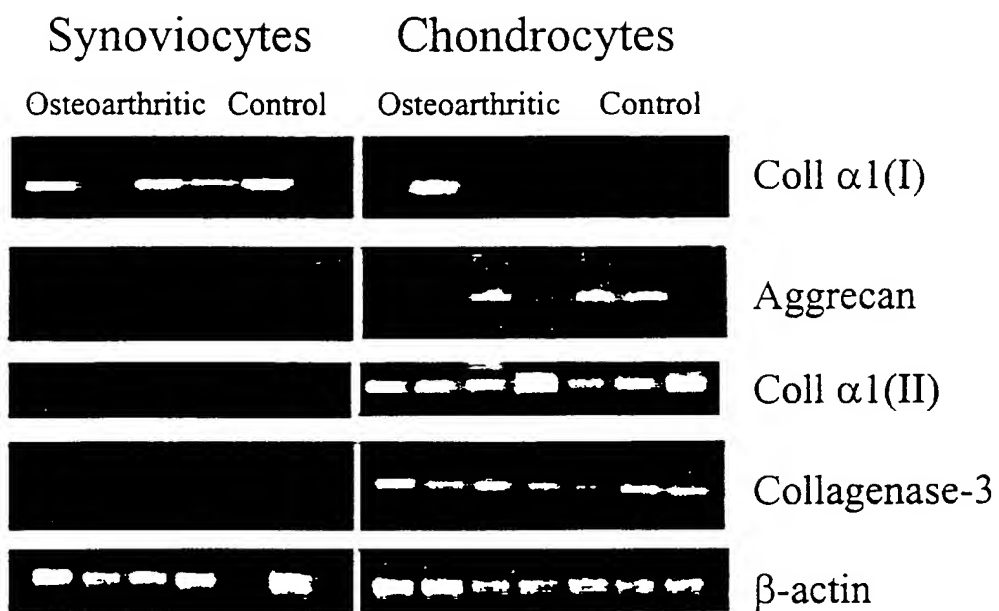 Synoviocytes Chondrocytes
Osteoarthritic Control Osteoarthritic Control
Coll α1(I)
Aggrecan
Coll α1(II)
Collagenase-3
β-actin